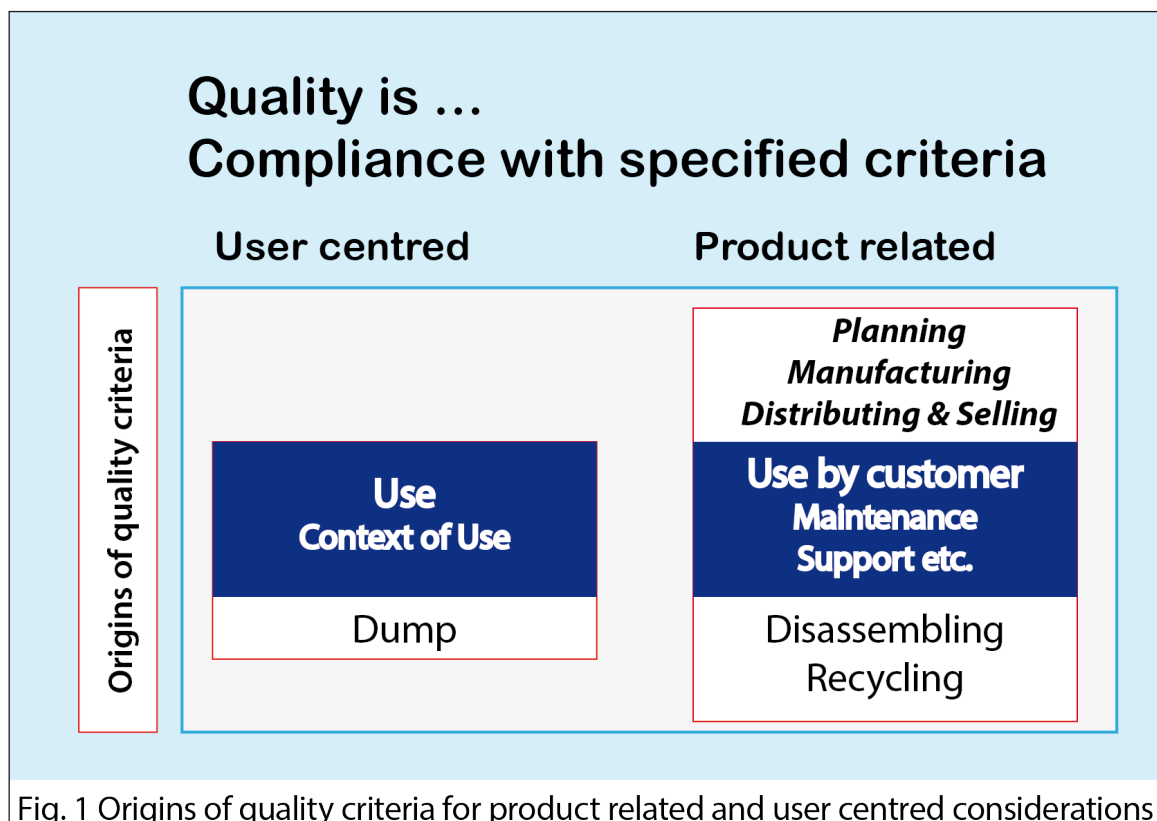 Quality is ...
Compliance with specified criteria
User centred
Product related
Origins of quality criteria
Use
Context of Use
Dump
Planning
Manufacturing
Distributing & Selling
Use by customer
Maintenance
Support etc.
Disassembling
Recycling
Fig. 1 Origins of quality criteria for product related and user centred considerations